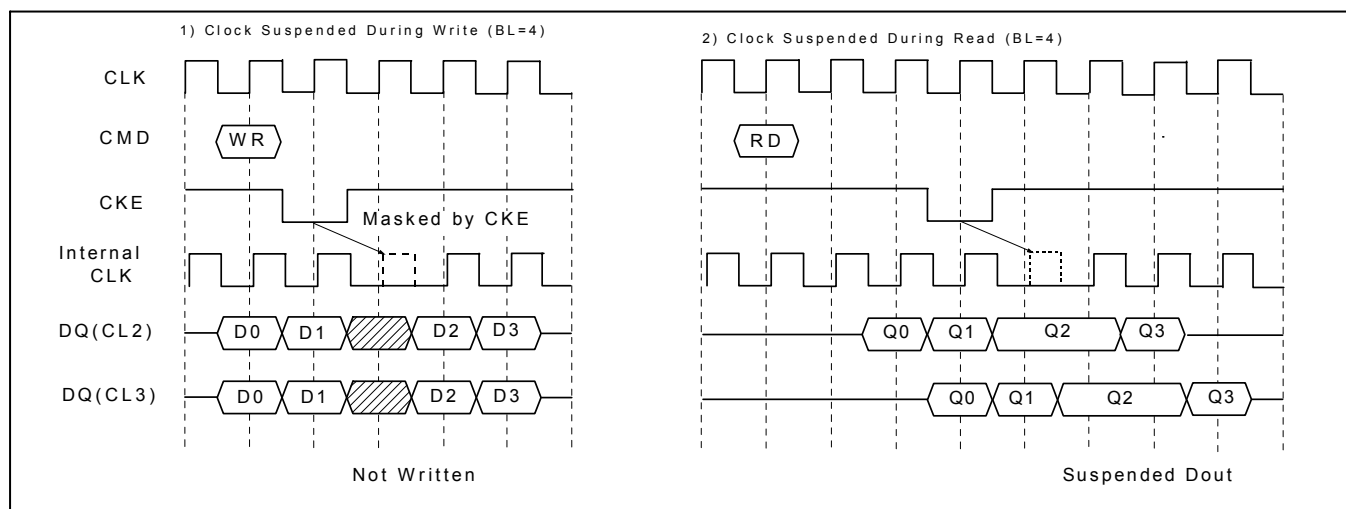 1) Clock Suspended During Write (BL=4)
2) Clock Suspended During Read (BL=4)
CLK
CMD
WR
RD
CKE
Masked by CKE
Internal
CLK
DQ(CL2)
D0 D1 D2 D3
Q0 Q1 Q2 Q3
DQ(CL3)
D0 D1 D2 D3
Q0 Q1 Q2 Q3
Not Written
Suspended Dout